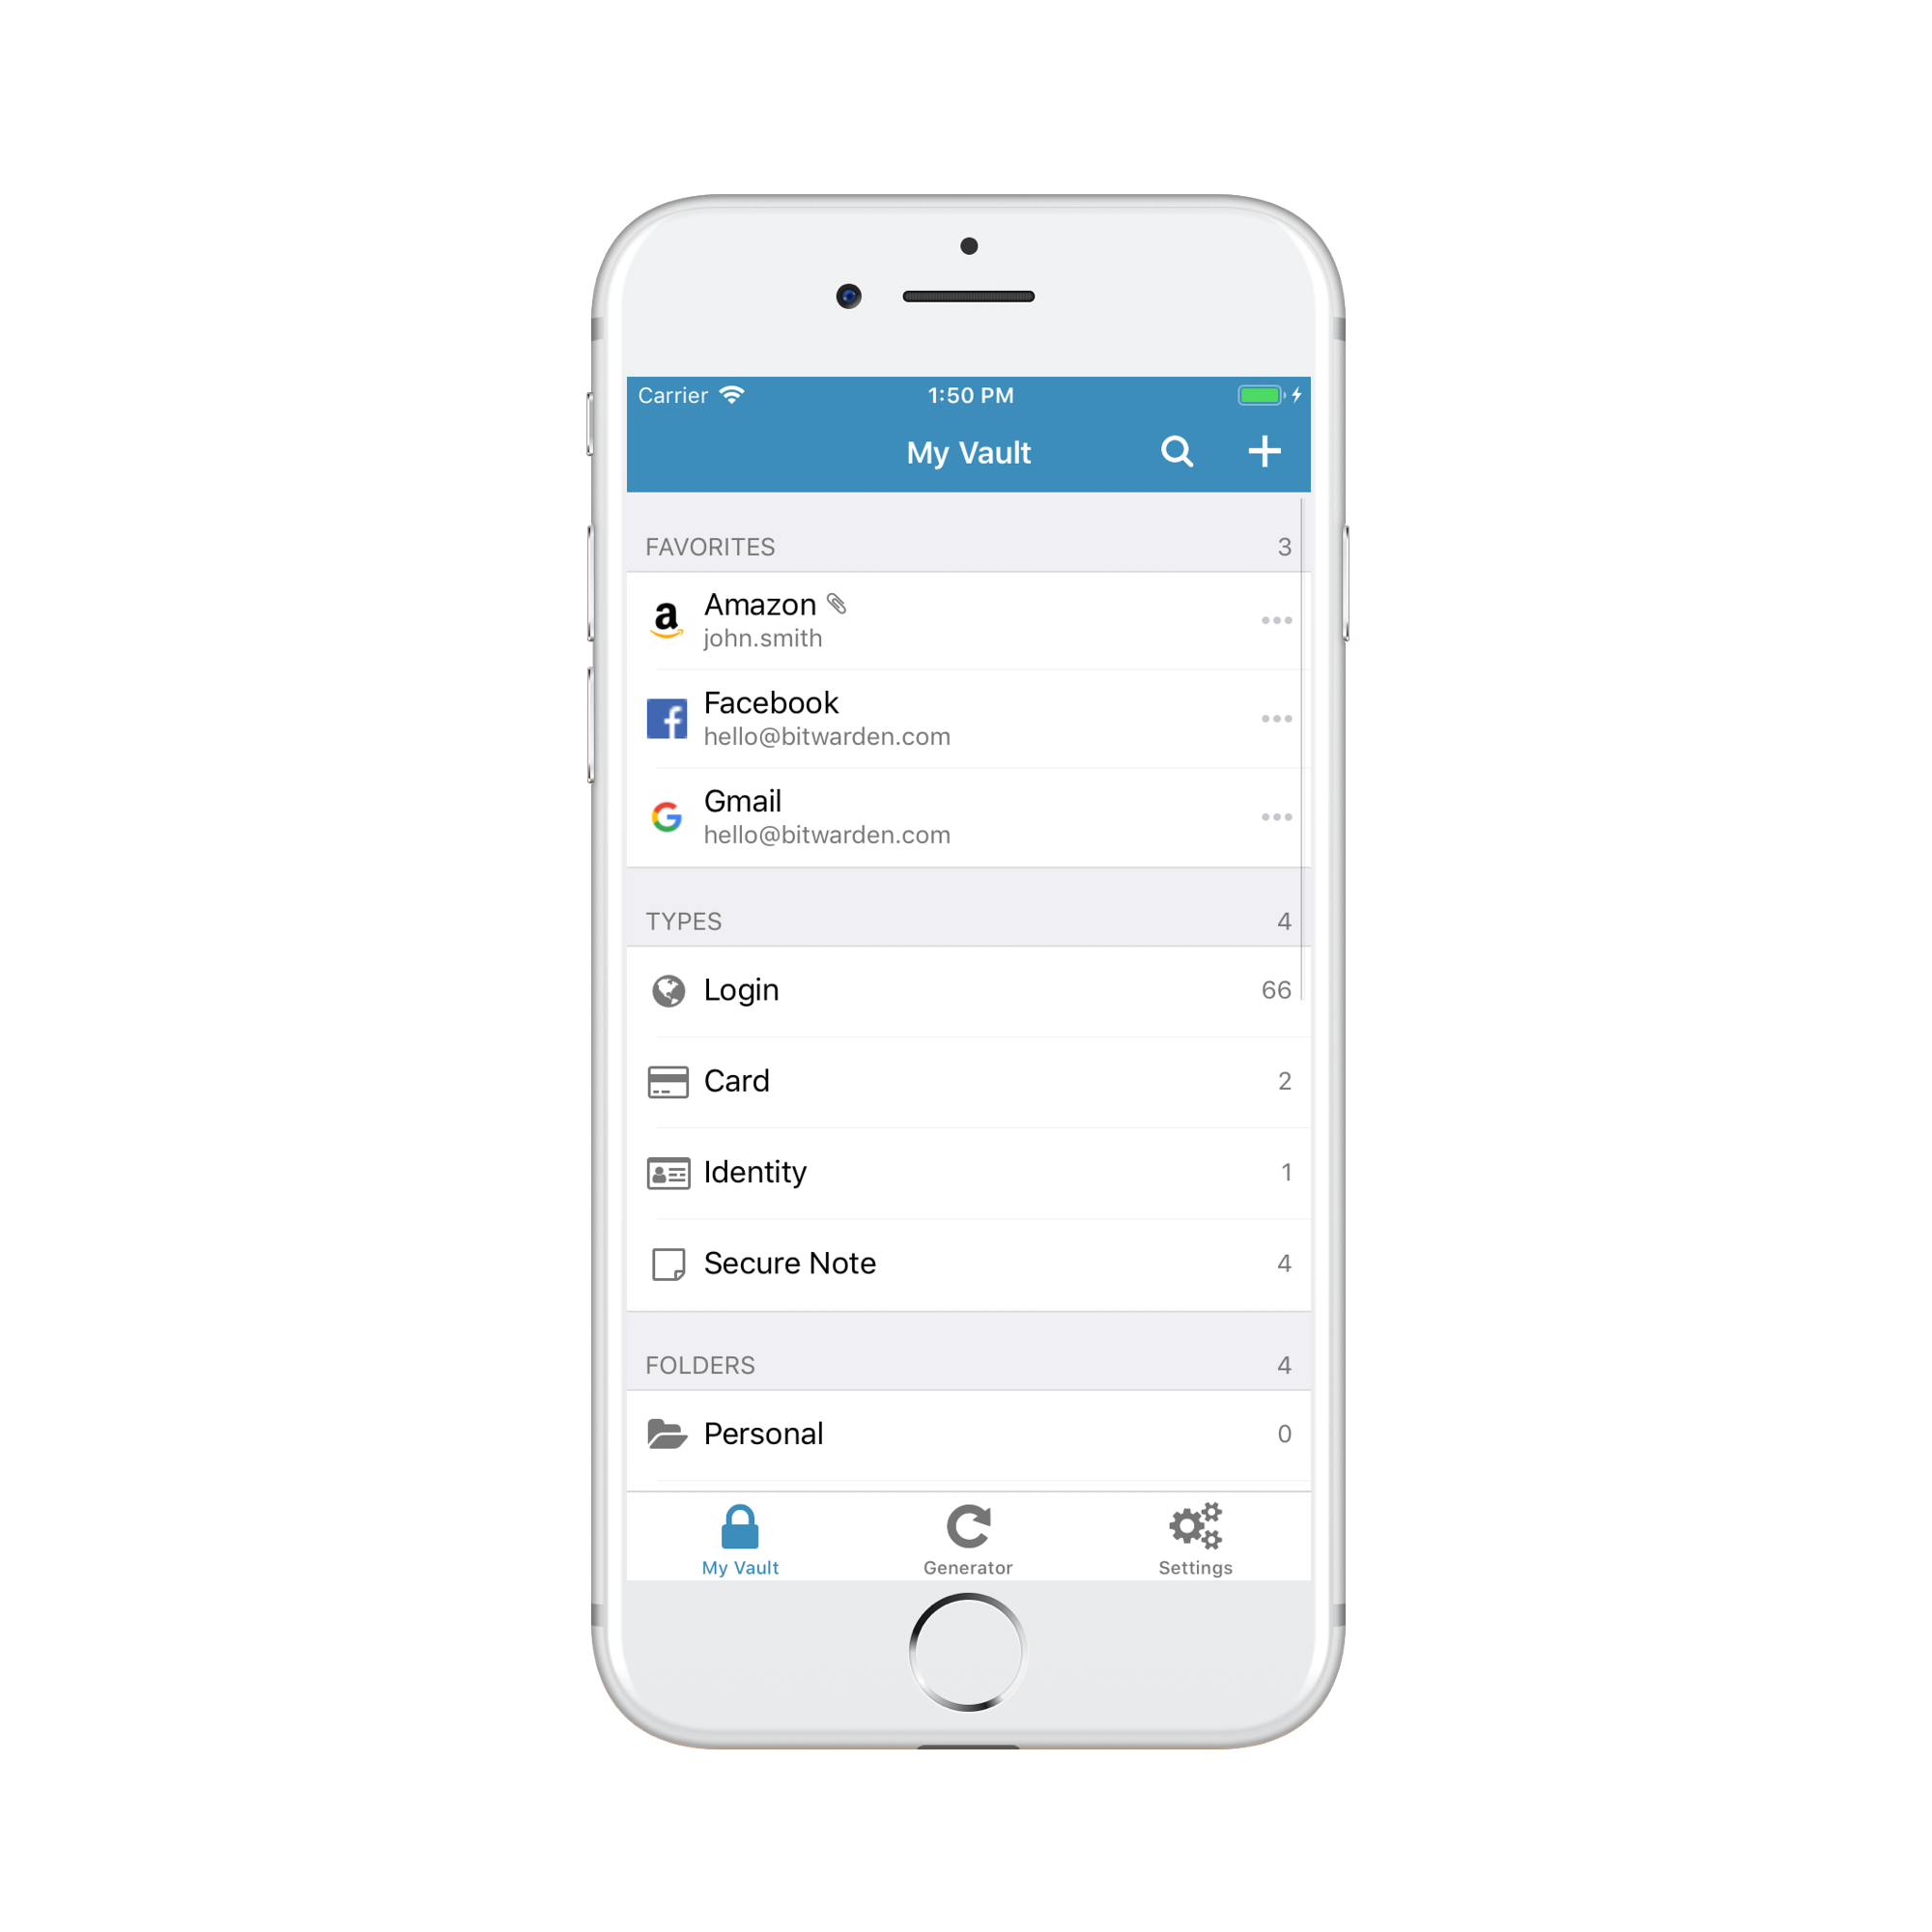 Carrier 1:50 PM
My Vault
FAVORITES 3
Amazon
john.smith
Facebook
hello@bitwarden.com
Gmail
hello@bitwarden.com
TYPES 4
Login 66
Card 2
Identity 1
Secure Note 4
FOLDERS 4
Personal 0
My Vault Generator Settings